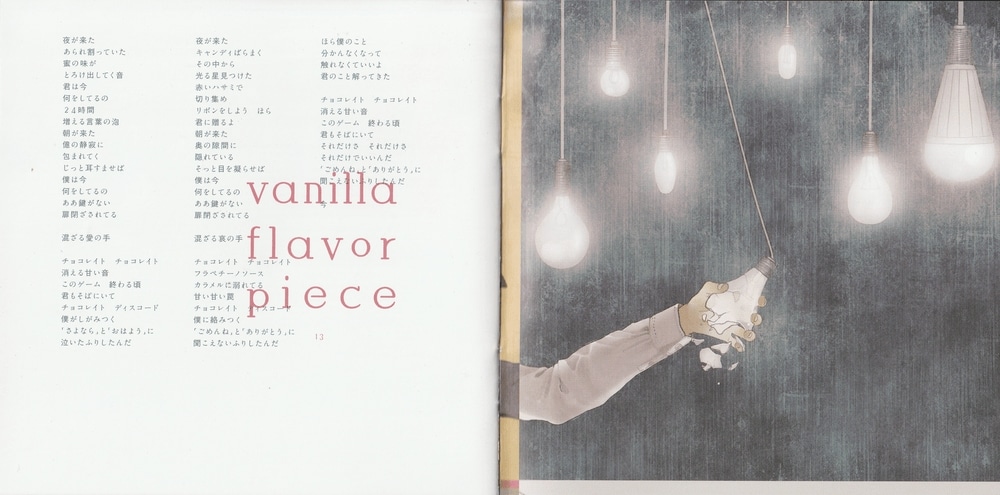 夜が来た
あられ割っていた
蜜の味が
とろけ出してく音
君は今
何をしてるの
24時間
増える言葉の泡
朝が来た
僕の静寂に
包まれてく
じっと耳すませば
僕は今
何をしてるの
ああ鍵がない
扉閉ざされてる
混ざる愛の手
チョコレイト　チョコレイト
消える甘い音
このゲーム　終わる頃
君もそばにいて
チョコレイト　ディスコード
僕がしがみつく
「さよなら」と「おはよう」に
泣いたふりしたんだ
夜が来た
キャンディばらまく
その中から
光る星見つけた
赤いハサミで
切り集め
リボンをしよう　ほら
君に贈るよ
朝が来た
奥の隙間に
隠れている
そっと目を凝らせば
僕は今
何をしてるの
ああ鍵がない
扉閉ざされてる
混ざる哀の手
チョコレイト　チョコレイト
フラペチーノソース
カラメルに溺れてる
甘い甘い罠
チョコレイト　ディスコード
僕に絡みつく
「ごめんね」と「ありがとう」に
聞こえないふりしたんだ
ほら僕のこと
分かんなくなって
触れなくていいよ
君のこと解ってきた
チョコレイト　チョコレイト
消える甘い音
このゲーム　終わる頃
君もそばにいて
それだけさ　それだけさ
それだけでいいんだ
「ごめんね」と「ありがとう」に
聞こえないふりしたんだ
今
vanilla
flavor
piece
13